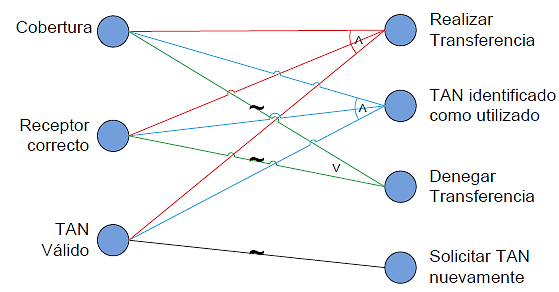 Cobertura
Receptor
correcto
TAN
Válido
Realizar
Transferencia
TAN identificado
como utilizado
Denegar
Transferencia
Solicitar TAN
nuevamente
Λ
Λ
V
~
~
~